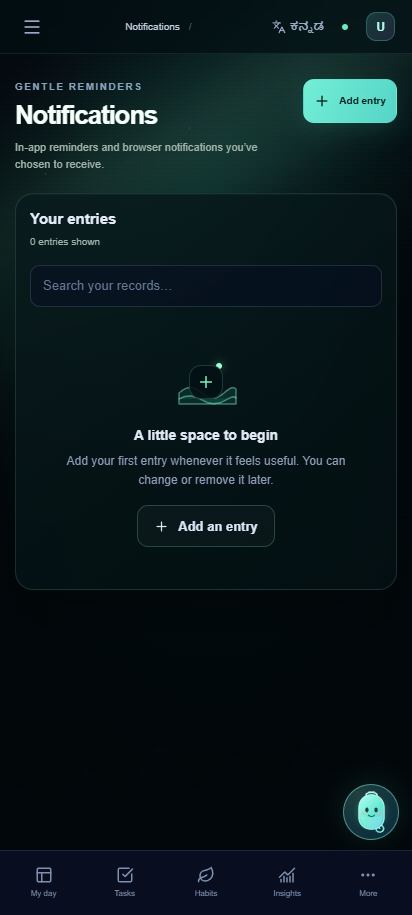 Notifications /
ಕನ್ನಡ
U
GENTLE REMINDERS
Notifications
Add entry
In-app reminders and browser notifications you've
chosen to receive.
Your entries
0 entries shown
Search your records...
A little space to begin
Add your first entry whenever it feels useful. You can
change or remove it later.
Add an entry
My day
Tasks
Habits
Insights
More